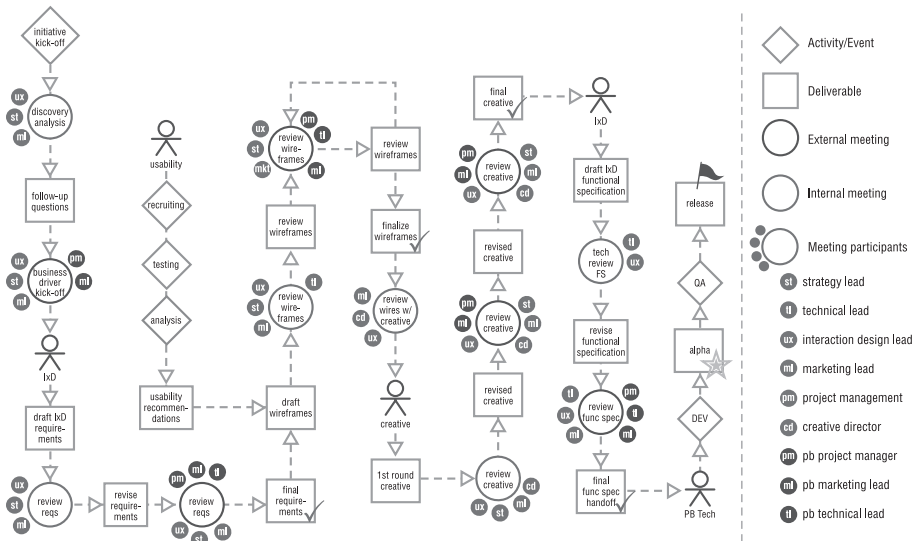 initiative
kick-off
ux
st
ml
discovery
analysis
follow-up
questions
ux
st
ml
pm
ml
business
driver
kick-off
IxD
draft IxD
require-
ments
ux
st
ml
review
reqs
revise
require-
ments
pm
ml
tl
review
reqs
ux
st
ml
final
require-
ments
usability
recruiting
testing
analysis
usability
recommen-
dations
draft
wireframes
ux
st
ml
tl
review
wire-
frames
review
wireframes
ux
st
mkt
pm
tl
ml
review
wire-
frames
review
wireframes
finalize
wireframes
ml
cd
ux
review
wires w/
creative
creative
1st round
creative
review
creative
cd
ml
st
ux
revised
creative
pm
ml
ux
st
ml
cd
review
creative
revised
creative
pm
ml
ux
st
ml
cd
review
creative
final
creative
IxD
draft IxD
functional
specification
tech
review
FS
tl
ux
revise
functional
specification
tl
ux
ml
pm
tl
ml
review
func spec
final
func spec
handoff
PB Tech
DEV
alpha
QA
release
Activity/Event
Deliverable
External meeting
Internal meeting
Meeting participants
st strategy lead
tl technical lead
ux interaction design lead
ml marketing lead
pm project management
cd creative director
pm pb project manager
ml pb marketing lead
tl pb technical lead